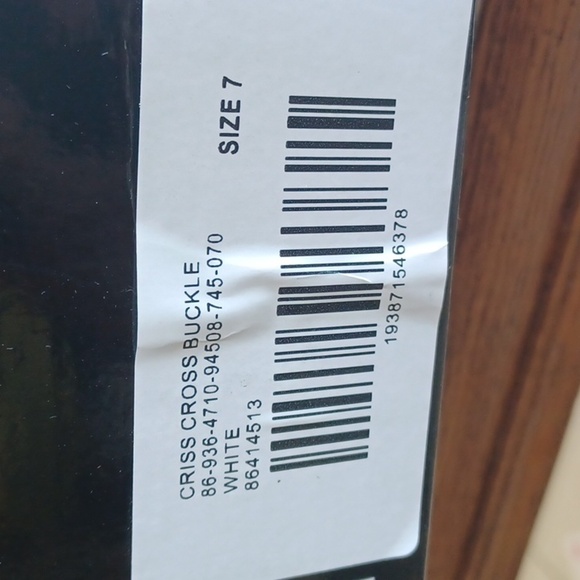 CRISS CROSS BUCKLE
86-936-4710-94508-745-070
WHITE
86414513
SIZE 7
193871546378